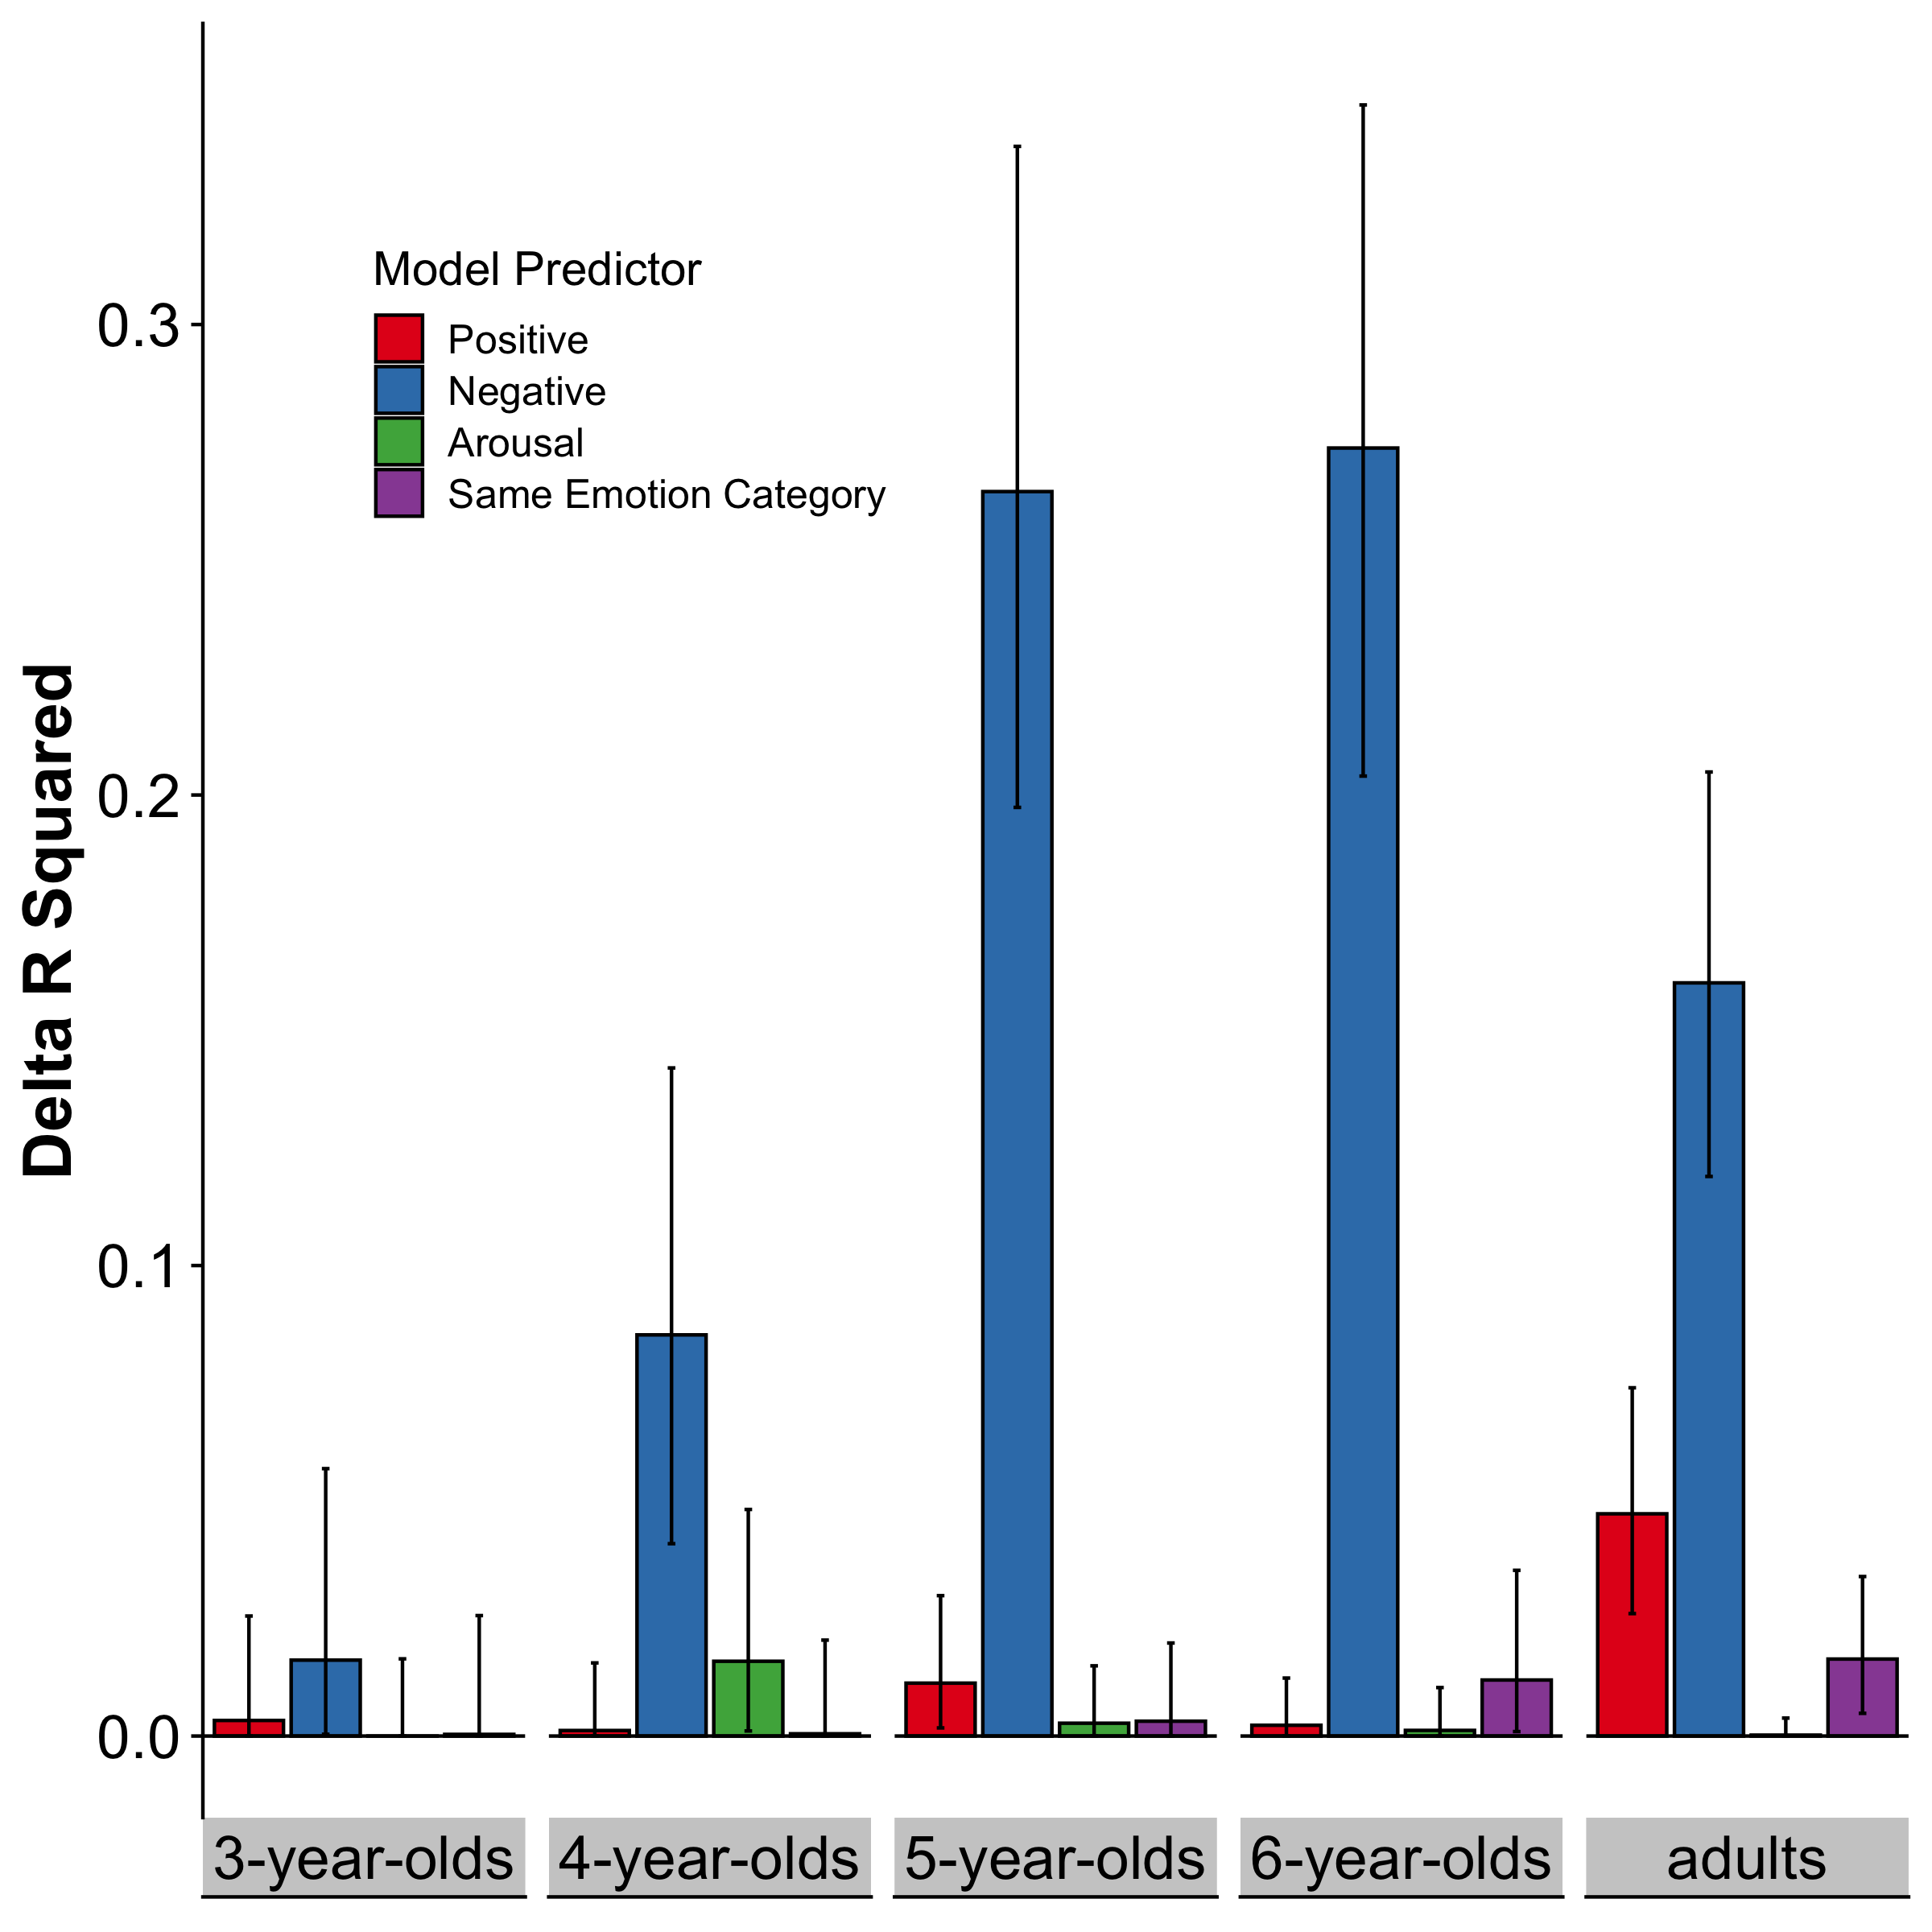 Model Predictor
Positive
Negative
Arousal
Same Emotion Category
Delta R Squared
0.3
0.2
0.1
0.0
3-year-olds
4-year-olds
5-year-olds
6-year-olds
adults